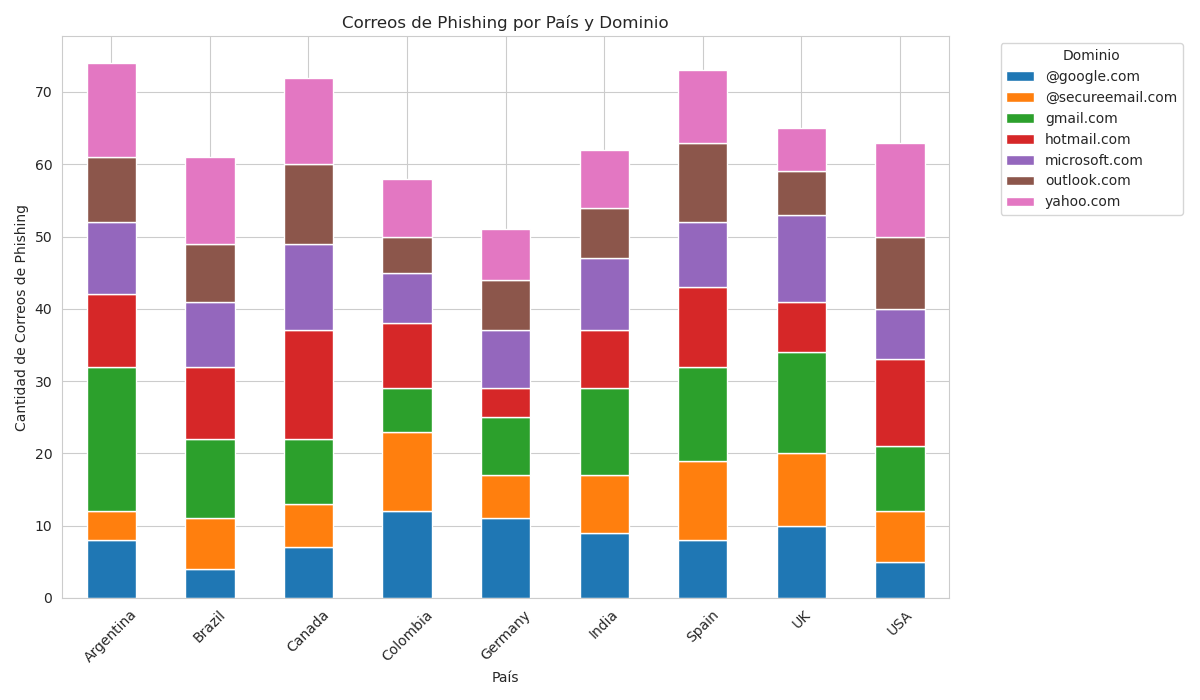 Correos de Phishing por País y Dominio
Cantidad de Correos de Phishing
70
60
50
40
30
20
10
0
Argentina
Brazil
Canada
Colombia
Germany
India
Spain
UK
USA
País
Dominio
@google.com
@secureemail.com
gmail.com
hotmail.com
microsoft.com
outlook.com
yahoo.com